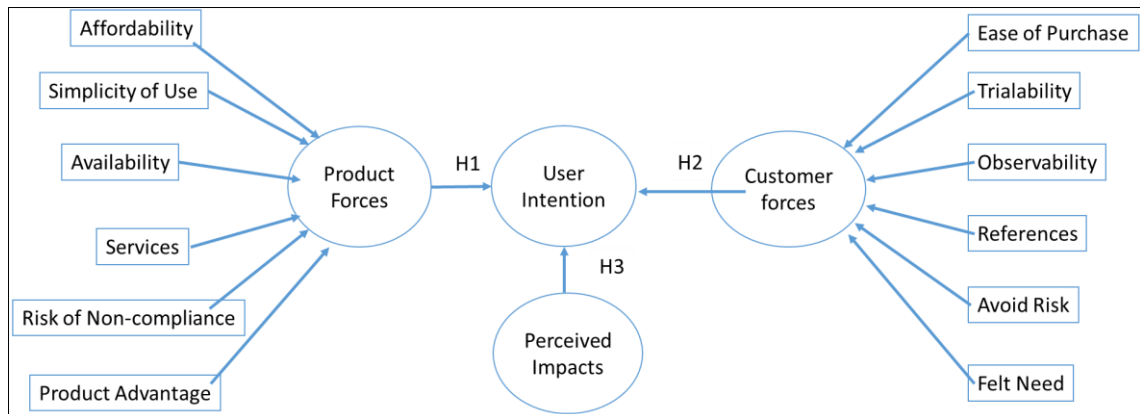 Affordability
Simplicity of Use
Availability
Services
Risk of Non-compliance
Product Advantage
Product
Forces
H1
User
Intention
H2
Customer
forces
H3
Perceived
Impacts
Ease of Purchase
Trialability
Observability
References
Avoid Risk
Felt Need